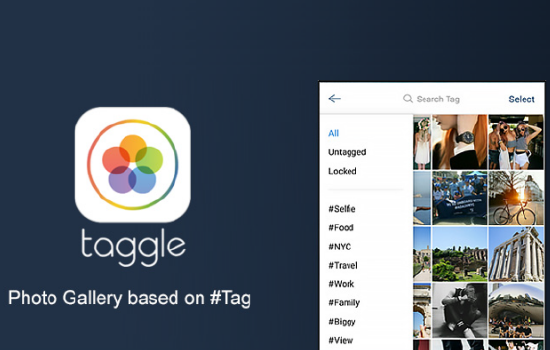 taggle
Photo Gallery based on #Tag
Search Tag
Select
All
Untagged
Locked
#Selfie
#Food
#NYC
#Travel
#Work
#Family
#Biggy
#View